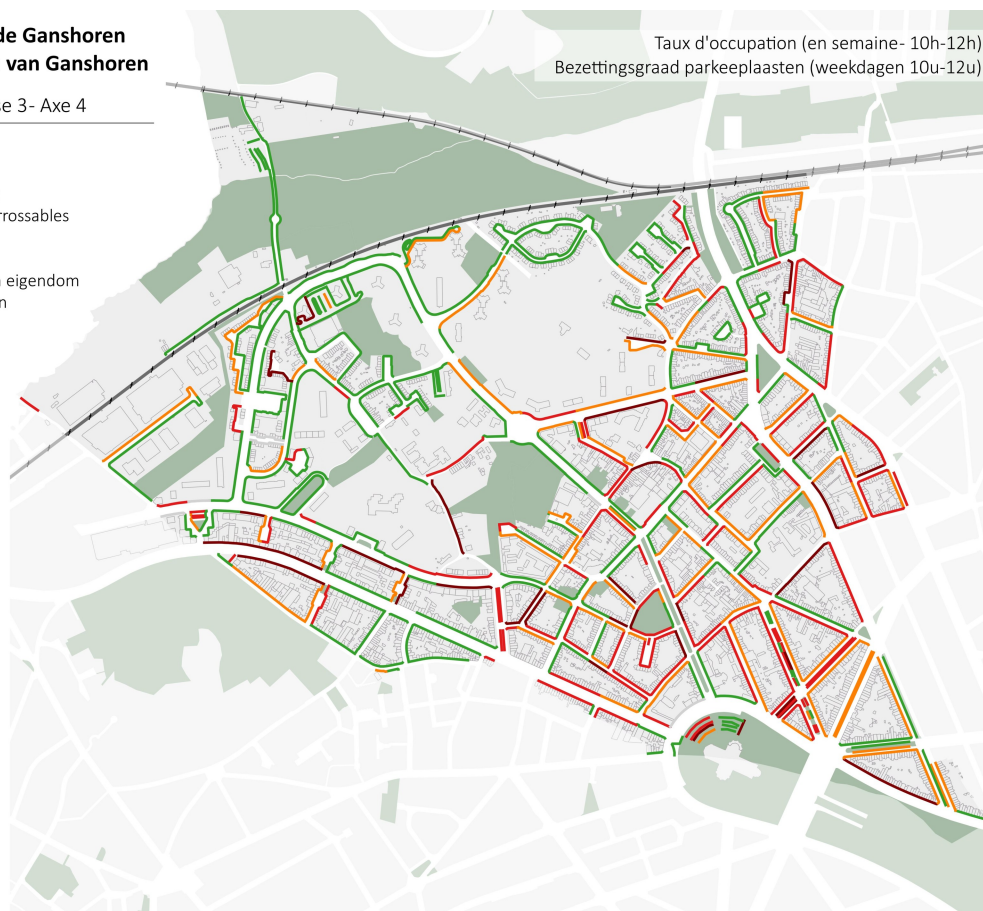 de Ganshoren
van Ganshoren
Taux d'occupation (en semaine- 10h-12h)
Bezettingsgraad parkeeplaasten (weekdagen 10u-12u)
se 3- Axe 4
rrossables
eigendom